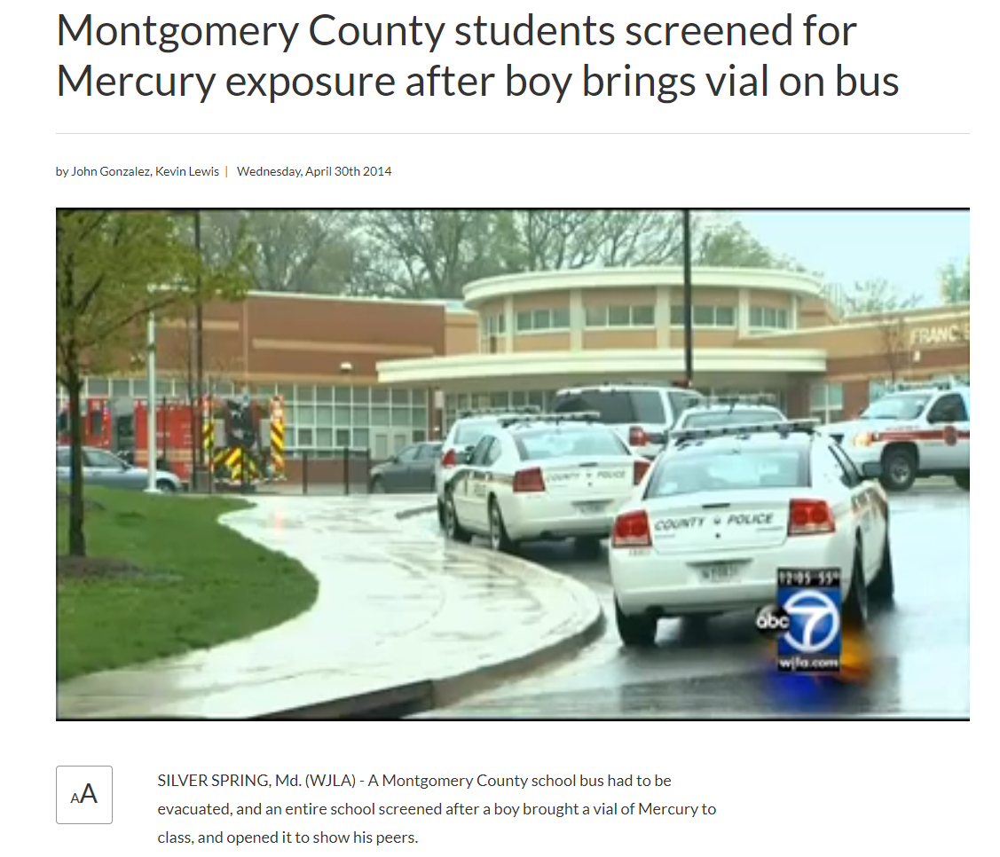 Montgomery County students screened for
Mercury exposure after boy brings vial on bus
by John Gonzalez, Kevin Lewis | Wednesday, April 30th 2014
FRANC
COUNTY POLICE
COUNTY POLICE
12:05 55°
abc 7
wjla.com
AA
SILVER SPRING, Md. (WJLA) - A Montgomery County school bus had to be
evacuated, and an entire school screened after a boy brought a vial of Mercury to
class, and opened it to show his peers.